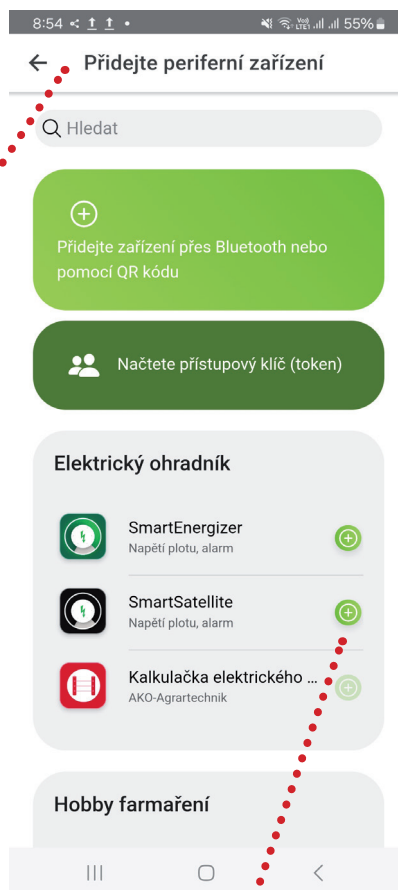 8:54
55%
Přidejte periferní zařízení
Hledat
Přidejte zařízení přes Bluetooth nebo
pomocí QR kódu
Načtete přístupový klíč (token)
Elektrický ohradník
SmartEnergizer
Napětí plotu, alarm
SmartSatellite
Napětí plotu, alarm
Kalkulačka elektrického ...
AKO-Agrartechnik
Hobby farmaření